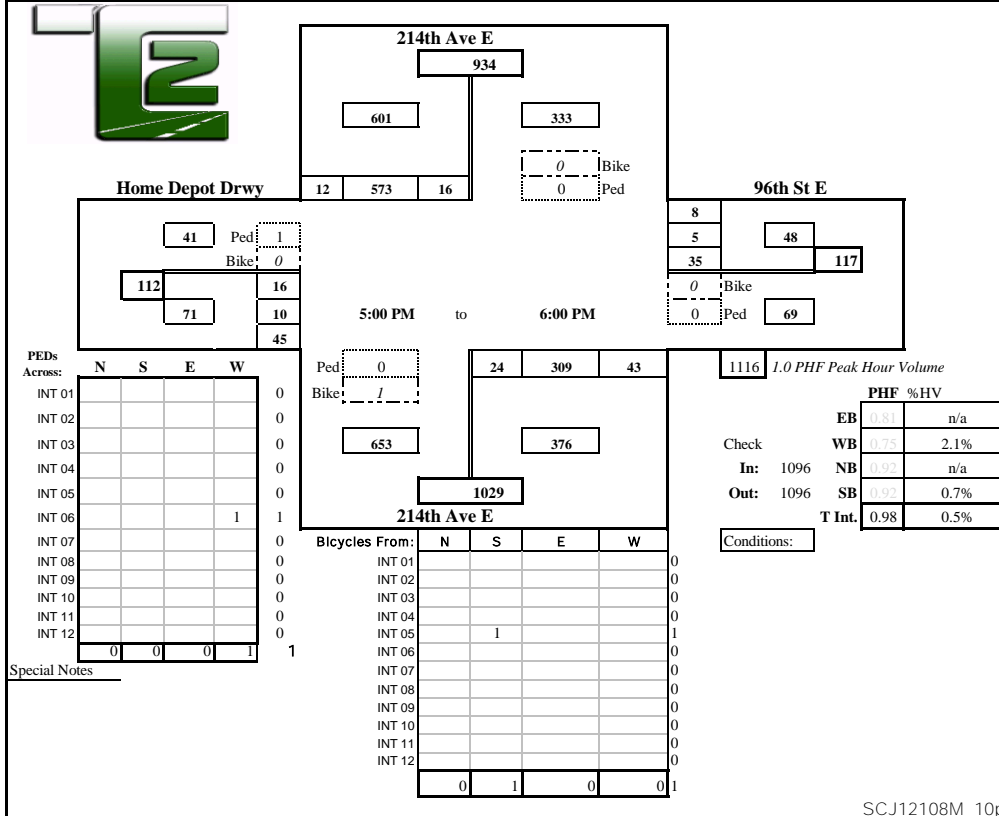 T2
214th Ave E
934
601 333
0 Bike
Home Depot Drwy 12 573 16 0 Ped 96th St E
8
41 Ped 1 5 48
Bike 0 35 117
112 16 0 Bike
71 10 5:00 PM to 6:00 PM 0 Ped 69
45
PEDs Across: N S E W Ped 0 24 309 43 1116 1.0 PHF Peak Hour Volume
INT 01 0 Bike 1 PHF %HV
INT 02 0 EB 0.81 n/a
INT 03 0 653 376 Check WB 0.75 2.1%
INT 04 0 In: 1096 NB 0.92 n/a
INT 05 0 1029 Out: 1096 SB 0.92 0.7%
INT 06 1 1 214th Ave E T Int. 0.98 0.5%
INT 07 0 Bicycles From: N S E W Conditions:
INT 08 0 INT 01 0
INT 09 0 INT 02 0
INT 10 0 INT 03 0
INT 11 0 INT 04 0
INT 12 0 INT 05 1 1
0 0 0 1 1 INT 06 0
Special Notes INT 07 0
INT 08 0
INT 09 0
INT 10 0
INT 11 0
INT 12 0
0 1 0 0 1
SCJ12108M_10p